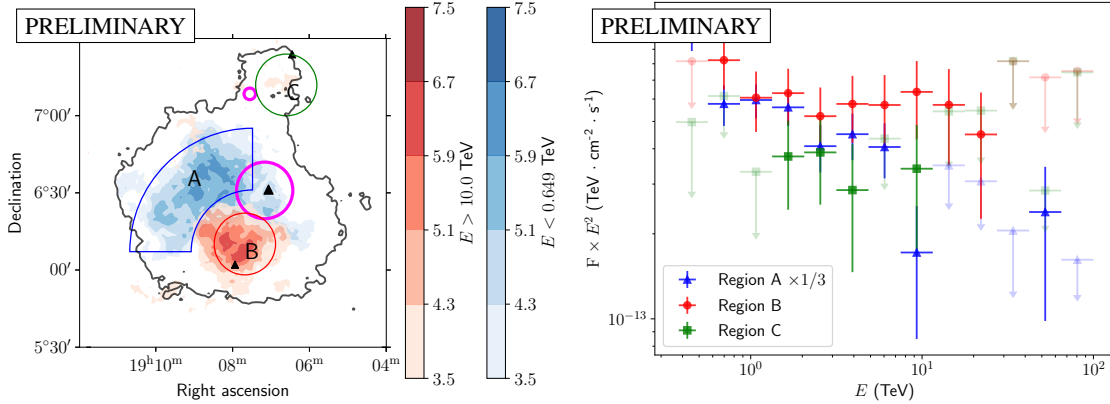 PRELIMINARY
7°00′
6°30′
00′
5°30′
Declination
19ʰ10ᵐ
08ᵐ
06ᵐ
04ᵐ
Right ascension
A
B
C
7.5
6.7
5.9
5.1
4.3
3.5
E > 10.0 TeV
7.5
6.7
5.9
5.1
4.3
3.5
E < 0.649 TeV
PRELIMINARY
F × E² (TeV · cm⁻² · s⁻¹)
10⁻¹³
Region A ×1/3
Region B
Region C
10⁰
10¹
10²
E (TeV)